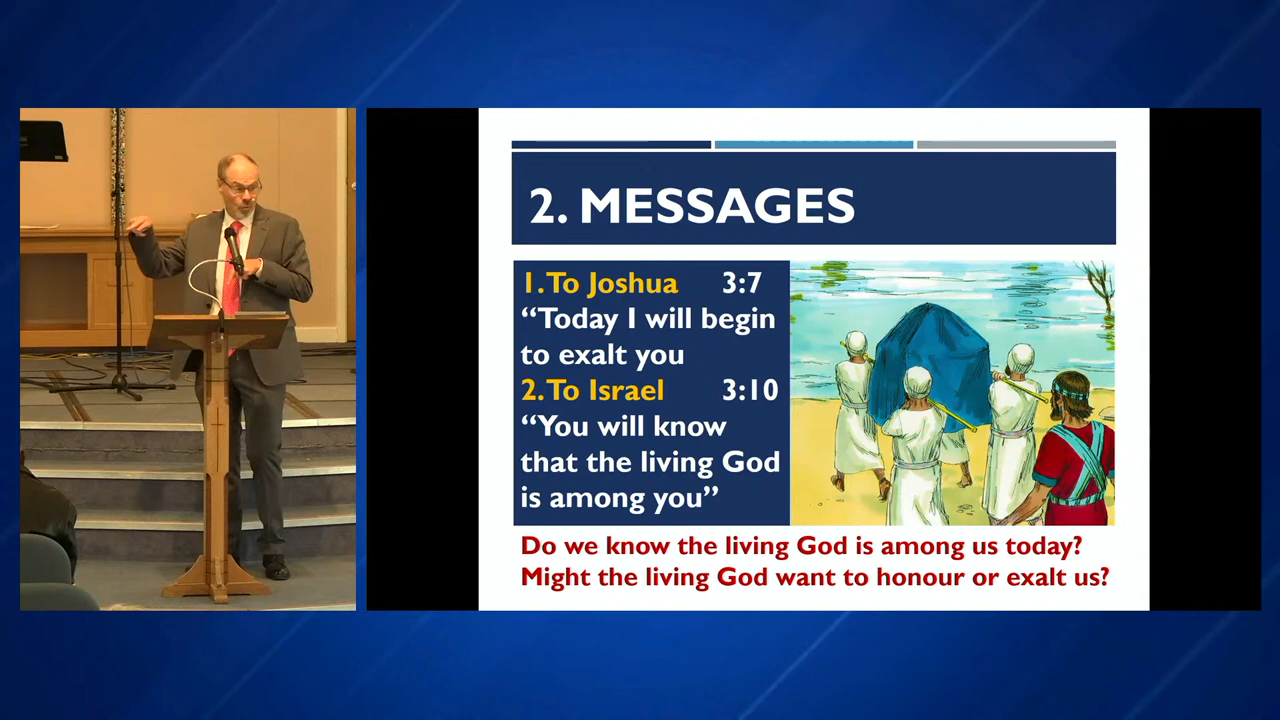 2. MESSAGES
1. To Joshua 3:7
“Today I will begin
to exalt you
2. To Israel 3:10
“You will know
that the living God
is among you”
Do we know the living God is among us today?
Might the living God want to honour or exalt us?